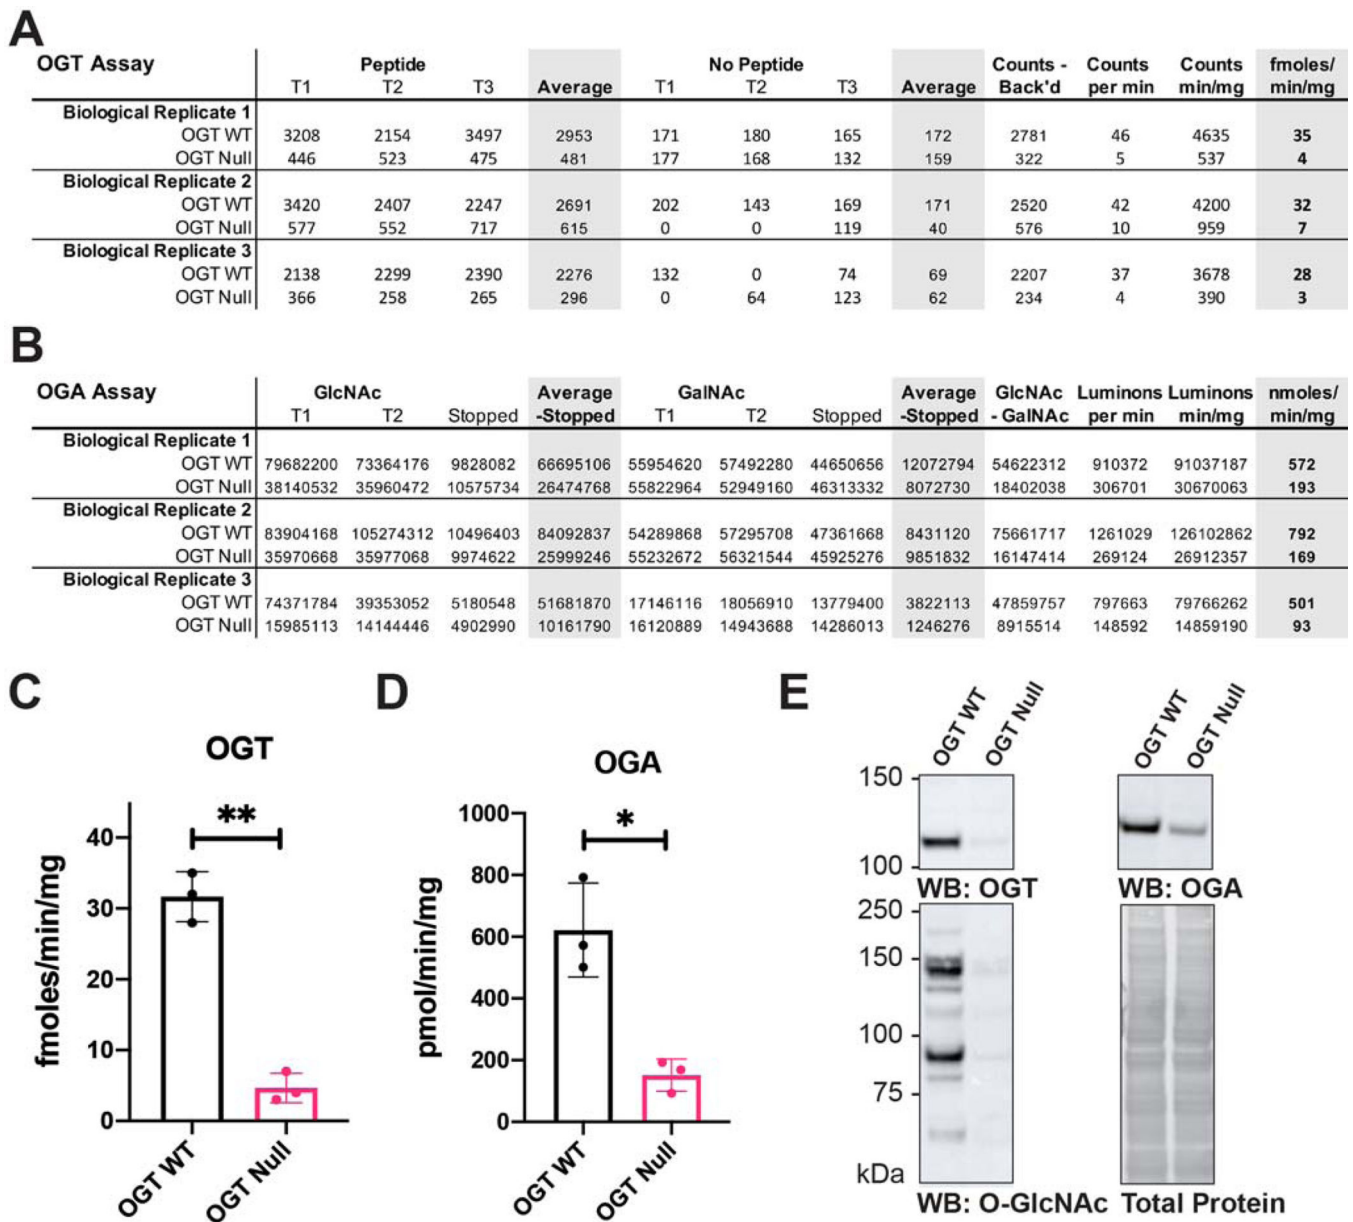 A
OGT Assay Peptide No Peptide Counts - Counts Counts fmoles/
T1 T2 T3 Average T1 T2 T3 Average Back'd per min min/mg min/mg
Biological Replicate 1
OGT WT 3208 2154 3497 2953 171 180 165 172 2781 46 4635 35
OGT Null 446 523 475 481 177 168 132 159 322 5 537 4
Biological Replicate 2
OGT WT 3420 2407 2247 2691 202 143 169 171 2520 42 4200 32
OGT Null 577 552 717 615 0 0 119 40 576 10 959 7
Biological Replicate 3
OGT WT 2138 2299 2390 2276 132 0 74 69 2207 37 3678 28
OGT Null 366 258 265 296 0 64 123 62 234 4 390 3
B
OGA Assay GlcNAc Average GalNAc Average GlcNAc Luminons Luminons nmoles/
T1 T2 Stopped -Stopped T1 T2 Stopped -Stopped - GalNAc per min min/mg min/mg
Biological Replicate 1
OGT WT 79682200 73364176 9828082 66695106 55954620 57492280 44650656 12072794 54622312 910372 91037187 572
OGT Null 38140532 35960472 10575734 26474768 55822964 52949160 46313332 8072730 18402038 306701 30670063 193
Biological Replicate 2
OGT WT 83904168 105274312 10496403 84092837 54289868 57295708 47361668 8431120 75661717 1261029 126102862 792
OGT Null 35970668 35977068 9974622 25999246 55232672 56321544 45925276 9851832 16147414 269124 26912357 169
Biological Replicate 3
OGT WT 74371784 39353052 5180548 51681870 17146116 18056910 13779400 3822113 47859757 797663 79766262 501
OGT Null 15985113 14144446 4902990 10161790 16120889 14943688 14286013 1246276 8915514 148592 14859190 93
C
OGT
**
fmoles/min/mg
40
30
20
10
0
OGT WT
OGT Null
D
OGA
*
pmol/min/mg
1000
800
600
400
200
0
OGT WT
OGT Null
E
OGT WT OGT Null OGT WT OGT Null
150
100
WB: OGT WB: OGA
250
150
100
75
kDa
WB: O-GlcNAc Total Protein